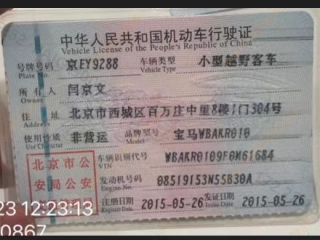 中华人民共和国机动车行驶证
Vehicle License of the People's Republic of China
号牌号码 京EY9288 车辆类型 小型越野客车
Plate No. Vehicle Type
所有人 闫京文
Owner
住址 北京市西城区百万庄中里8楼1门304号
Address
使用性质 非营运 品牌型号 宝马WBAKR010
Use Character Model
北京市公 车辆识别代号 WBAKR0109F0M61684
VIN
安局公安 发动机号码 08519153N55B30A
Engine No.
注册日期 2015-05-26 发证日期 2015-05-26
Register Date Issue Date
23 12:23:13
0867